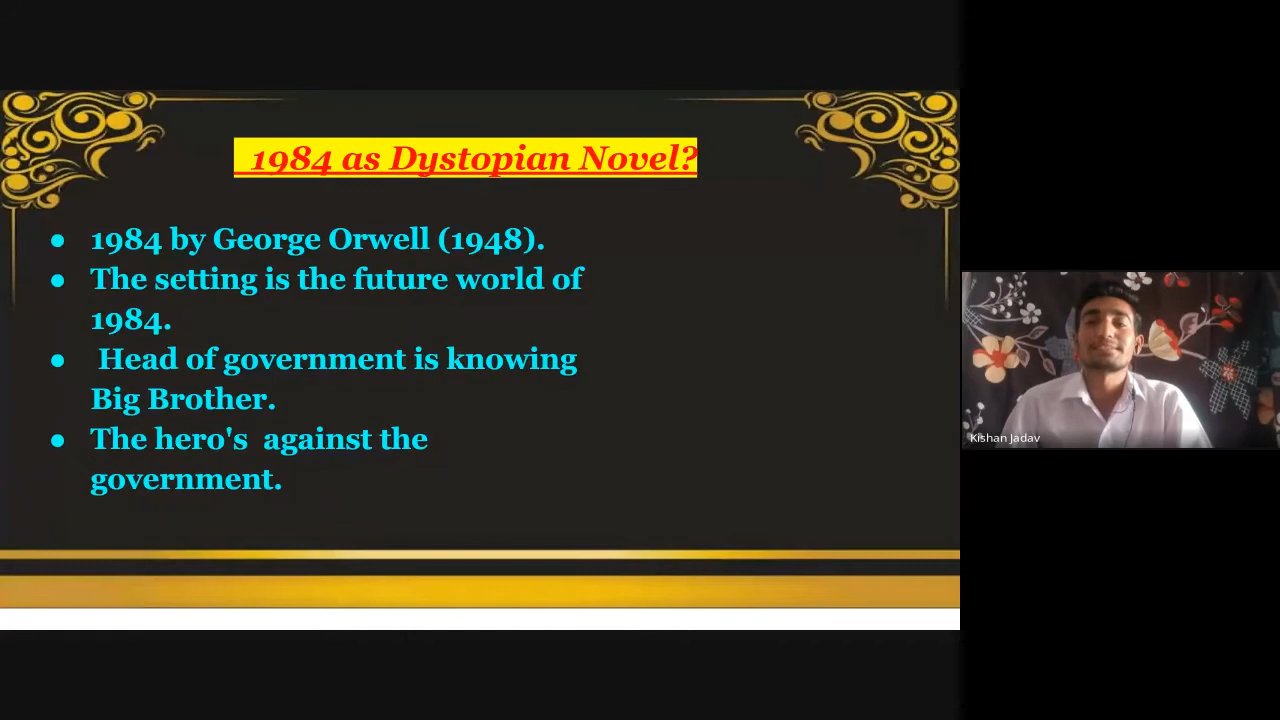 1984 as Dystopian Novel?
● 1984 by George Orwell (1948).
● The setting is the future world of
1984.
● Head of government is knowing
Big Brother.
● The hero's  against the
government.
Kishan Jadav